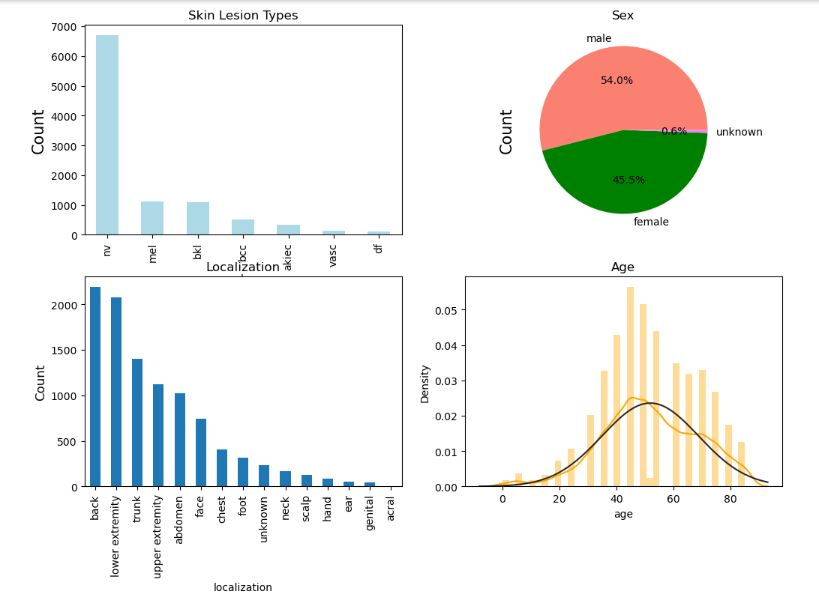 Skin Lesion Types
Count
7000
6000
5000
4000
3000
2000
1000
0
nv
mel
bkl
bcc
akiec
vasc
df
Sex
Count
male
54.0%
0.6%
unknown
45.5%
female
Localization
Count
2000
1500
1000
500
0
back
lower extremity
trunk
upper extremity
abdomen
face
chest
foot
unknown
neck
scalp
hand
ear
genital
acral
localization
Age
Density
0.05
0.04
0.03
0.02
0.01
0.00
0
20
40
60
80
age